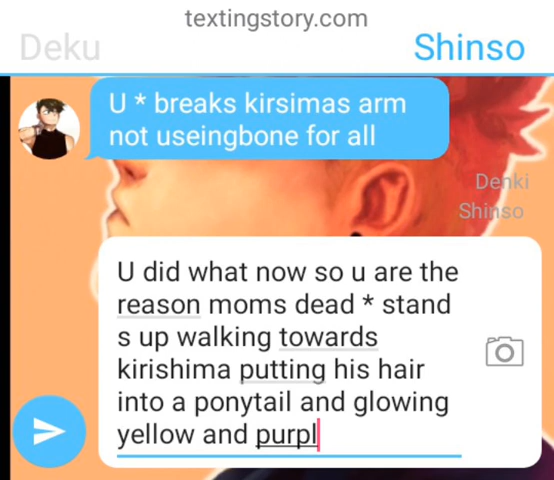 textingstory.com
Deku
Shinso
U * breaks kirsimas arm
not useingbone for all
Denki
Shinso
U did what now so u are the
reason moms dead * stand
s up walking towards
kirishima putting his hair
into a ponytail and glowing
yellow and purpl